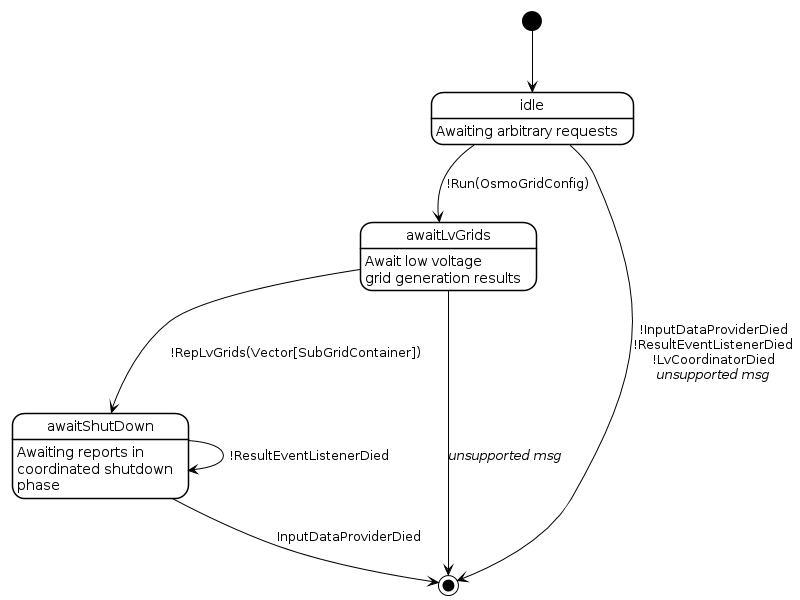 idle
Awaiting arbitrary requests
!Run(OsmoGridConfig)
awaitLvGrids
Await low voltage
grid generation results
!InputDataProviderDied
!ResultEventListenerDied
!LvCoordinatorDied
unsupported msg
!RepLvGrids(Vector[SubGridContainer])
awaitShutDown
Awaiting reports in
coordinated shutdown
phase
!ResultEventListenerDied
unsupported msg
InputDataProviderDied